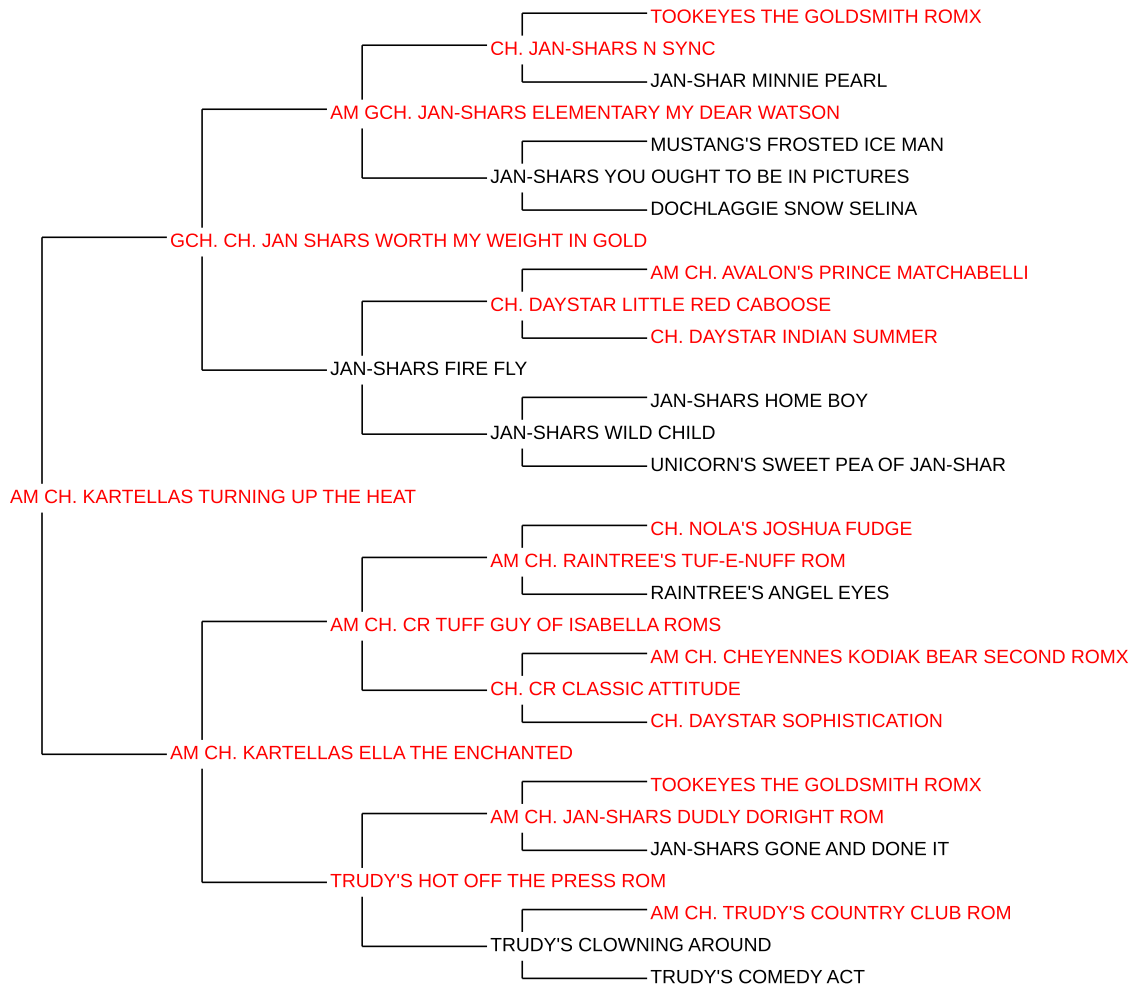 TOOKEYES THE GOLDSMITH ROMX
CH. JAN-SHARS N SYNC
JAN-SHAR MINNIE PEARL
AM GCH. JAN-SHARS ELEMENTARY MY DEAR WATSON
MUSTANG'S FROSTED ICE MAN
JAN-SHARS YOU OUGHT TO BE IN PICTURES
DOCHLAGGIE SNOW SELINA
GCH. CH. JAN SHARS WORTH MY WEIGHT IN GOLD
AM CH. AVALON'S PRINCE MATCHABELLI
CH. DAYSTAR LITTLE RED CABOOSE
CH. DAYSTAR INDIAN SUMMER
JAN-SHARS FIRE FLY
JAN-SHARS HOME BOY
JAN-SHARS WILD CHILD
UNICORN'S SWEET PEA OF JAN-SHAR
AM CH. KARTELLAS TURNING UP THE HEAT
CH. NOLA'S JOSHUA FUDGE
AM CH. RAINTREE'S TUF-E-NUFF ROM
RAINTREE'S ANGEL EYES
AM CH. CR TUFF GUY OF ISABELLA ROMS
AM CH. CHEYENNES KODIAK BEAR SECOND ROMX
CH. CR CLASSIC ATTITUDE
CH. DAYSTAR SOPHISTICATION
AM CH. KARTELLAS ELLA THE ENCHANTED
TOOKEYES THE GOLDSMITH ROMX
AM CH. JAN-SHARS DUDLY DORIGHT ROM
JAN-SHARS GONE AND DONE IT
TRUDY'S HOT OFF THE PRESS ROM
AM CH. TRUDY'S COUNTRY CLUB ROM
TRUDY'S CLOWNING AROUND
TRUDY'S COMEDY ACT